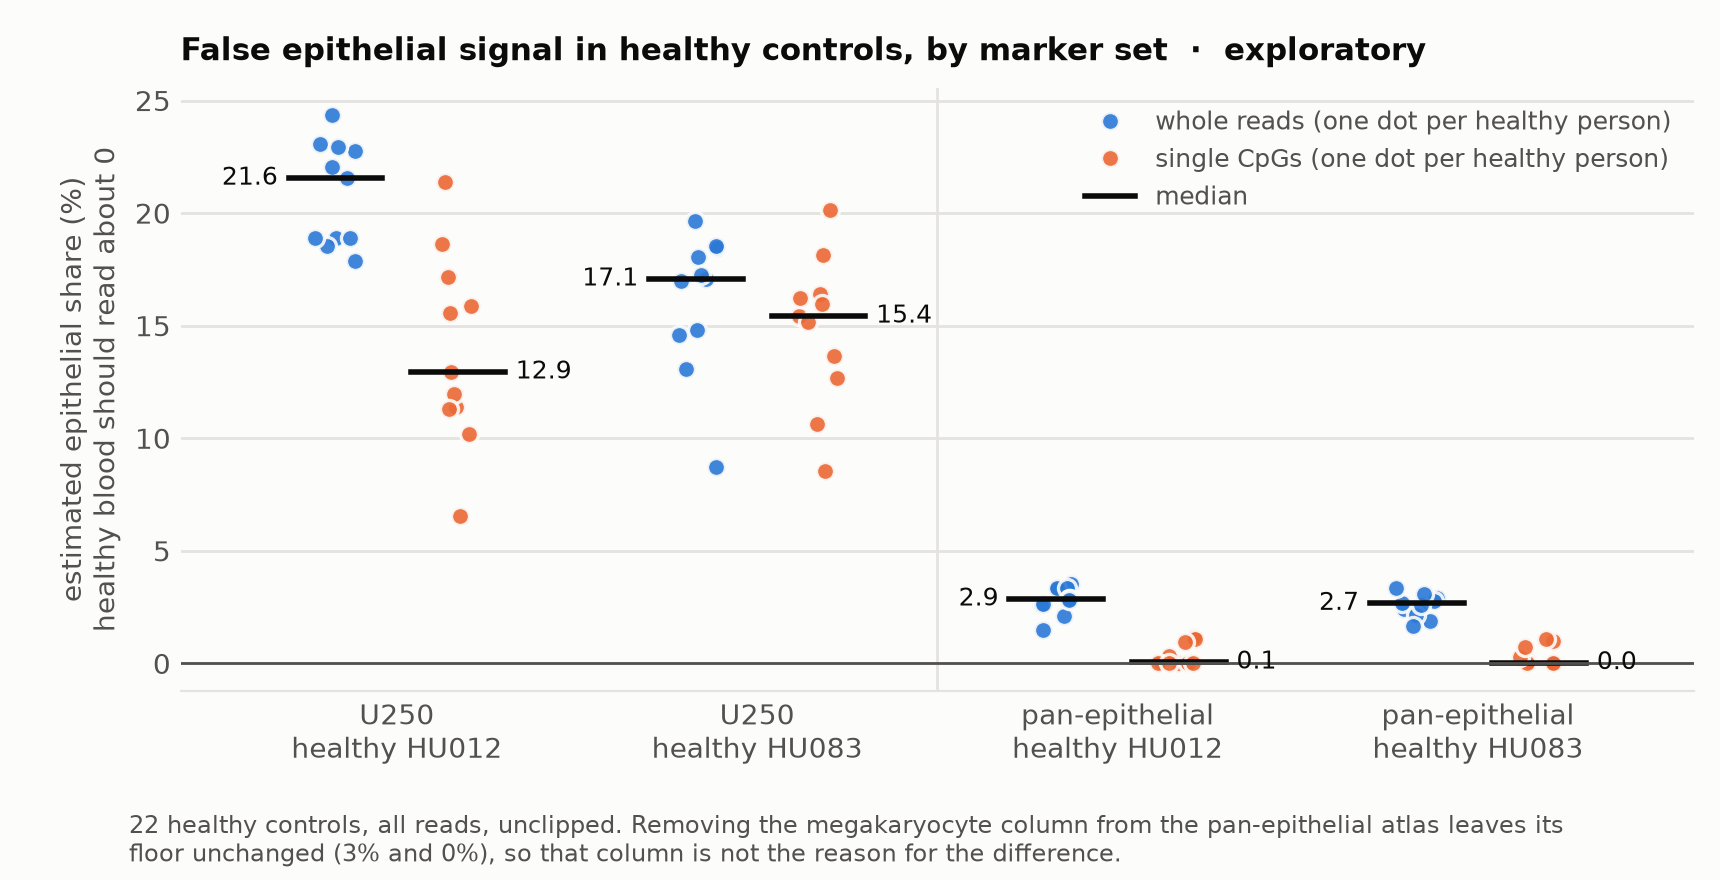 False epithelial signal in healthy controls, by marker set · exploratory
estimated epithelial share (%)
healthy blood should read about 0
25
20
15
10
5
0
whole reads (one dot per healthy person)
single CpGs (one dot per healthy person)
median
21.6
12.9
17.1
15.4
2.9
0.1
2.7
0.0
U250
healthy HU012
U250
healthy HU083
pan-epithelial
healthy HU012
pan-epithelial
healthy HU083
22 healthy controls, all reads, unclipped. Removing the megakaryocyte column from the pan-epithelial atlas leaves its
floor unchanged (3% and 0%), so that column is not the reason for the difference.